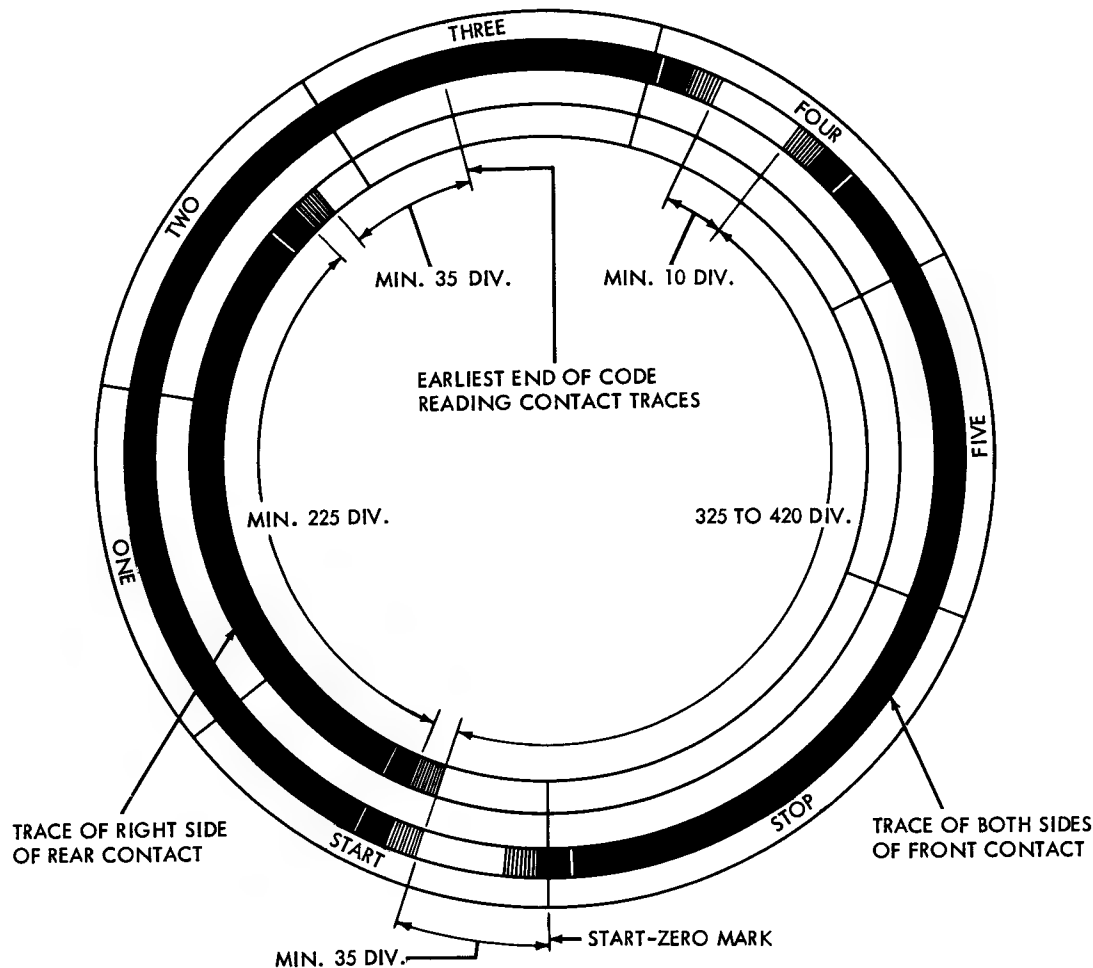 THREE
FOUR
TWO
MIN. 35 DIV.
MIN. 10 DIV.
EARLIEST END OF CODE
READING CONTACT TRACES
FIVE
MIN. 225 DIV.
325 TO 420 DIV.
ONE
STOP
TRACE OF RIGHT SIDE
OF REAR CONTACT
START
TRACE OF BOTH SIDES
OF FRONT CONTACT
START-ZERO MARK
MIN. 35 DIV.